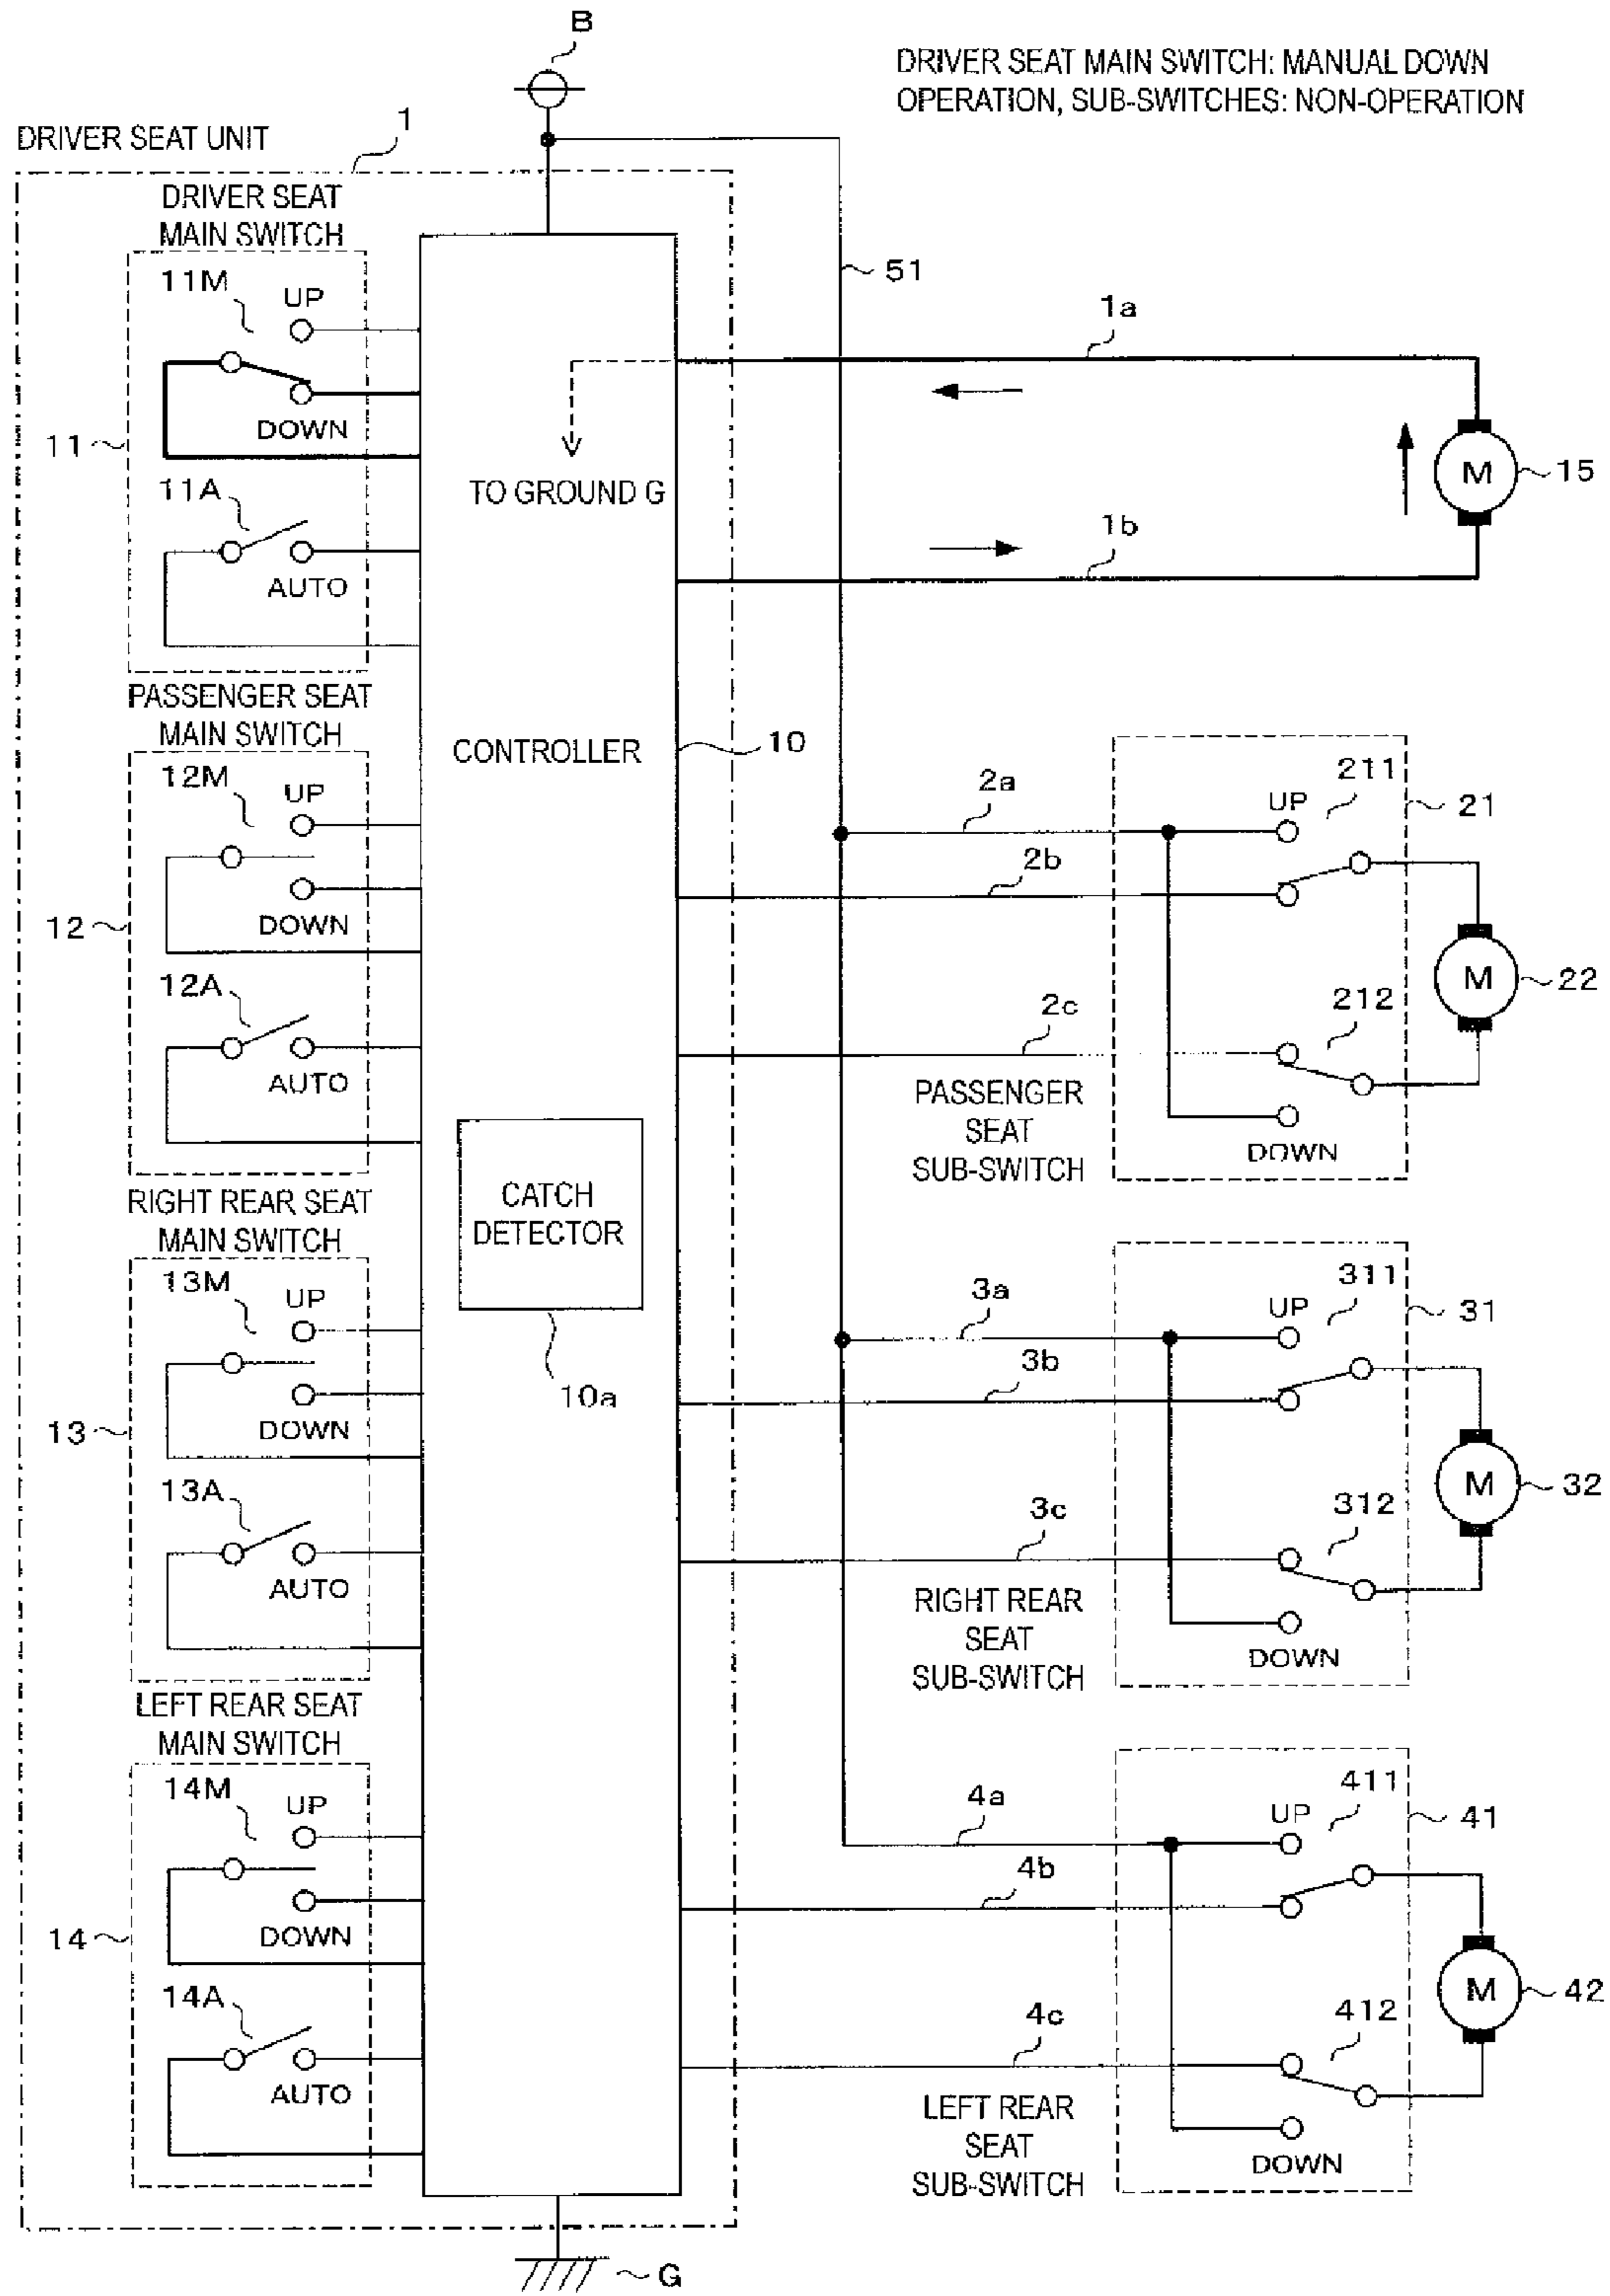 B
DRIVER SEAT MAIN SWITCH: MANUAL DOWN
OPERATION, SUB-SWITCHES: NON-OPERATION
DRIVER SEAT UNIT
1
DRIVER SEAT
MAIN SWITCH
11M
UP
DOWN
11
11A
AUTO
TO GROUND G
51
1a
15
M
1b
PASSENGER SEAT
MAIN SWITCH
12M
UP
DOWN
12
12A
AUTO
CONTROLLER
10
2a
2b
2c
UP
211
21
M
22
212
DOWN
PASSENGER
SEAT
SUB-SWITCH
CATCH
DETECTOR
10a
RIGHT REAR SEAT
MAIN SWITCH
13M
UP
DOWN
13
13A
AUTO
3a
3b
3c
UP
311
31
M
32
312
DOWN
RIGHT REAR
SEAT
SUB-SWITCH
LEFT REAR SEAT
MAIN SWITCH
14M
UP
DOWN
14
14A
AUTO
4a
4b
4c
UP
411
41
M
42
412
DOWN
LEFT REAR
SEAT
SUB-SWITCH
G